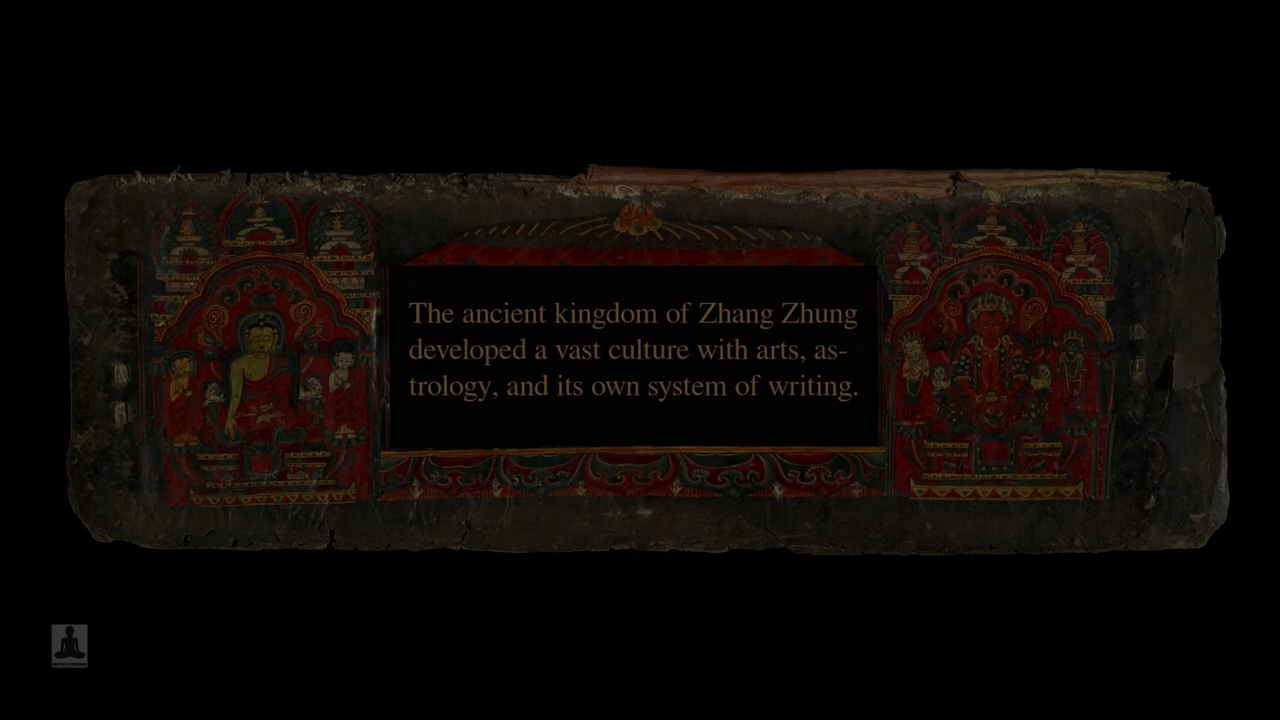 The ancient kingdom of Zhang Zhung
developed a vast culture with arts, as-
trology, and its own system of writing.